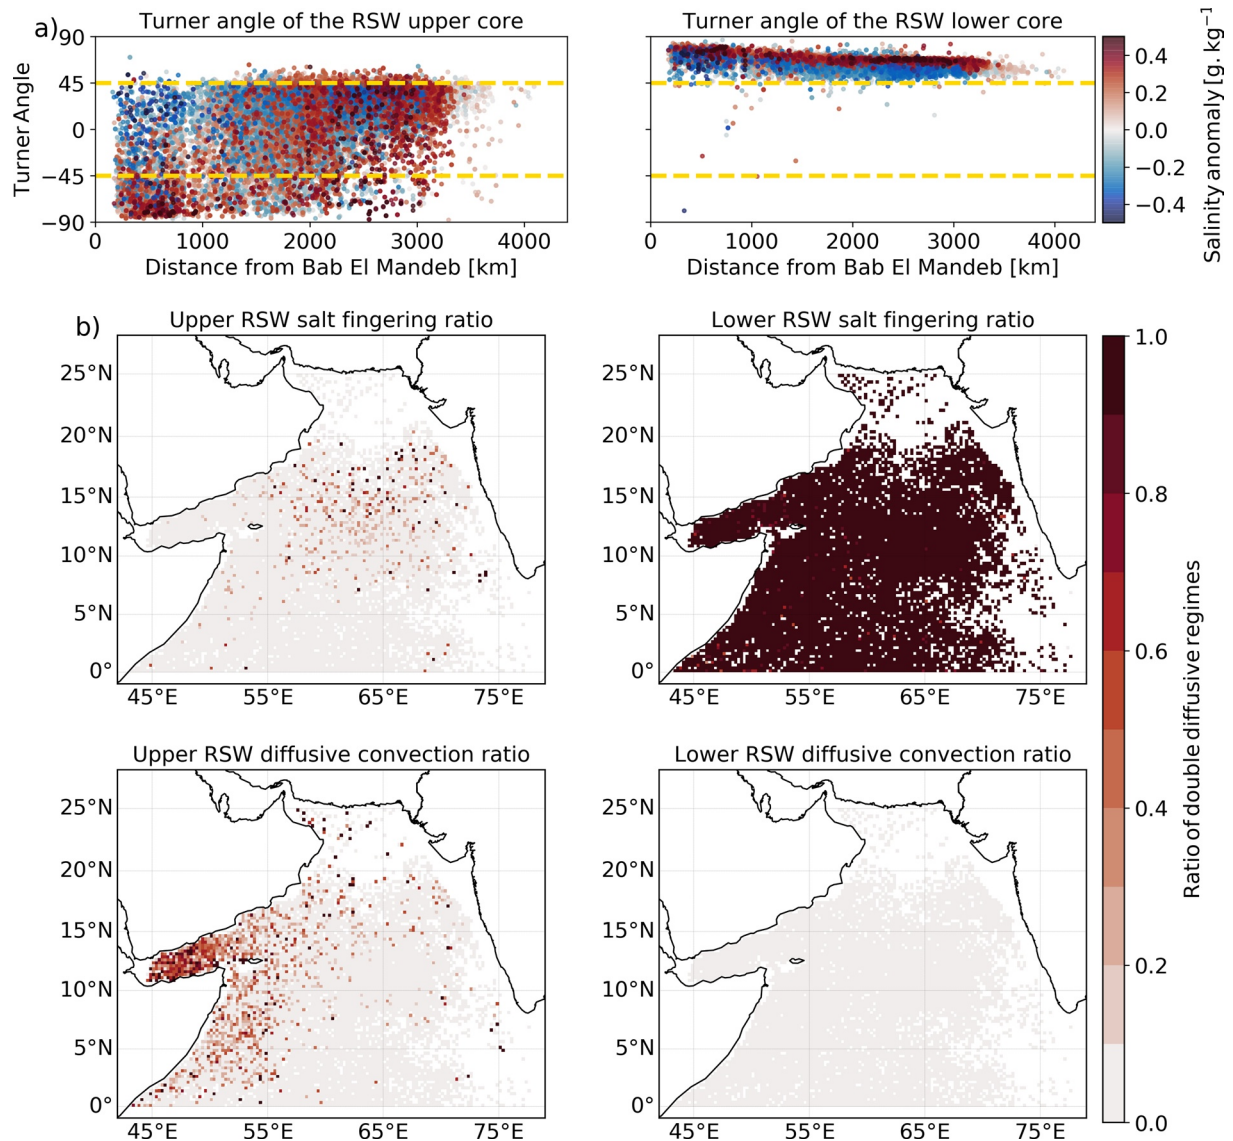 a)
Turner angle of the RSW upper core
Turner angle of the RSW lower core
Turner Angle
90
45
0
−45
−90
0 1000 2000 3000 4000
Distance from Bab El Mandeb [km]
0 1000 2000 3000 4000
Distance from Bab El Mandeb [km]
0.4
0.2
0.0
−0.2
−0.4
Salinity anomaly [g. kg⁻¹]
b)
Upper RSW salt fingering ratio
25°N
20°N
15°N
10°N
5°N
0°
45°E 55°E 65°E 75°E
Lower RSW salt fingering ratio
25°N
20°N
15°N
10°N
5°N
0°
45°E 55°E 65°E 75°E
Upper RSW diffusive convection ratio
25°N
20°N
15°N
10°N
5°N
0°
45°E 55°E 65°E 75°E
Lower RSW diffusive convection ratio
25°N
20°N
15°N
10°N
5°N
0°
45°E 55°E 65°E 75°E
1.0
0.8
0.6
0.4
0.2
0.0
Ratio of double diffusive regimes